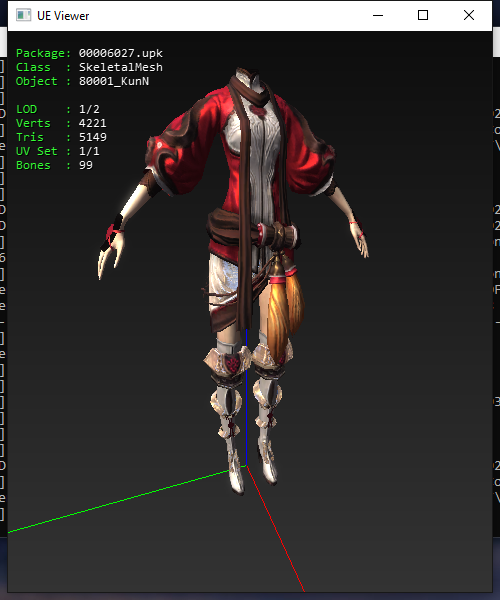 UE Viewer
Package: 00006027.upk
Class : SkeletalMesh
Object : 80001_KunN
LOD : 1/2
Verts : 4221
Tris : 5149
UV Set : 1/1
Bones : 99